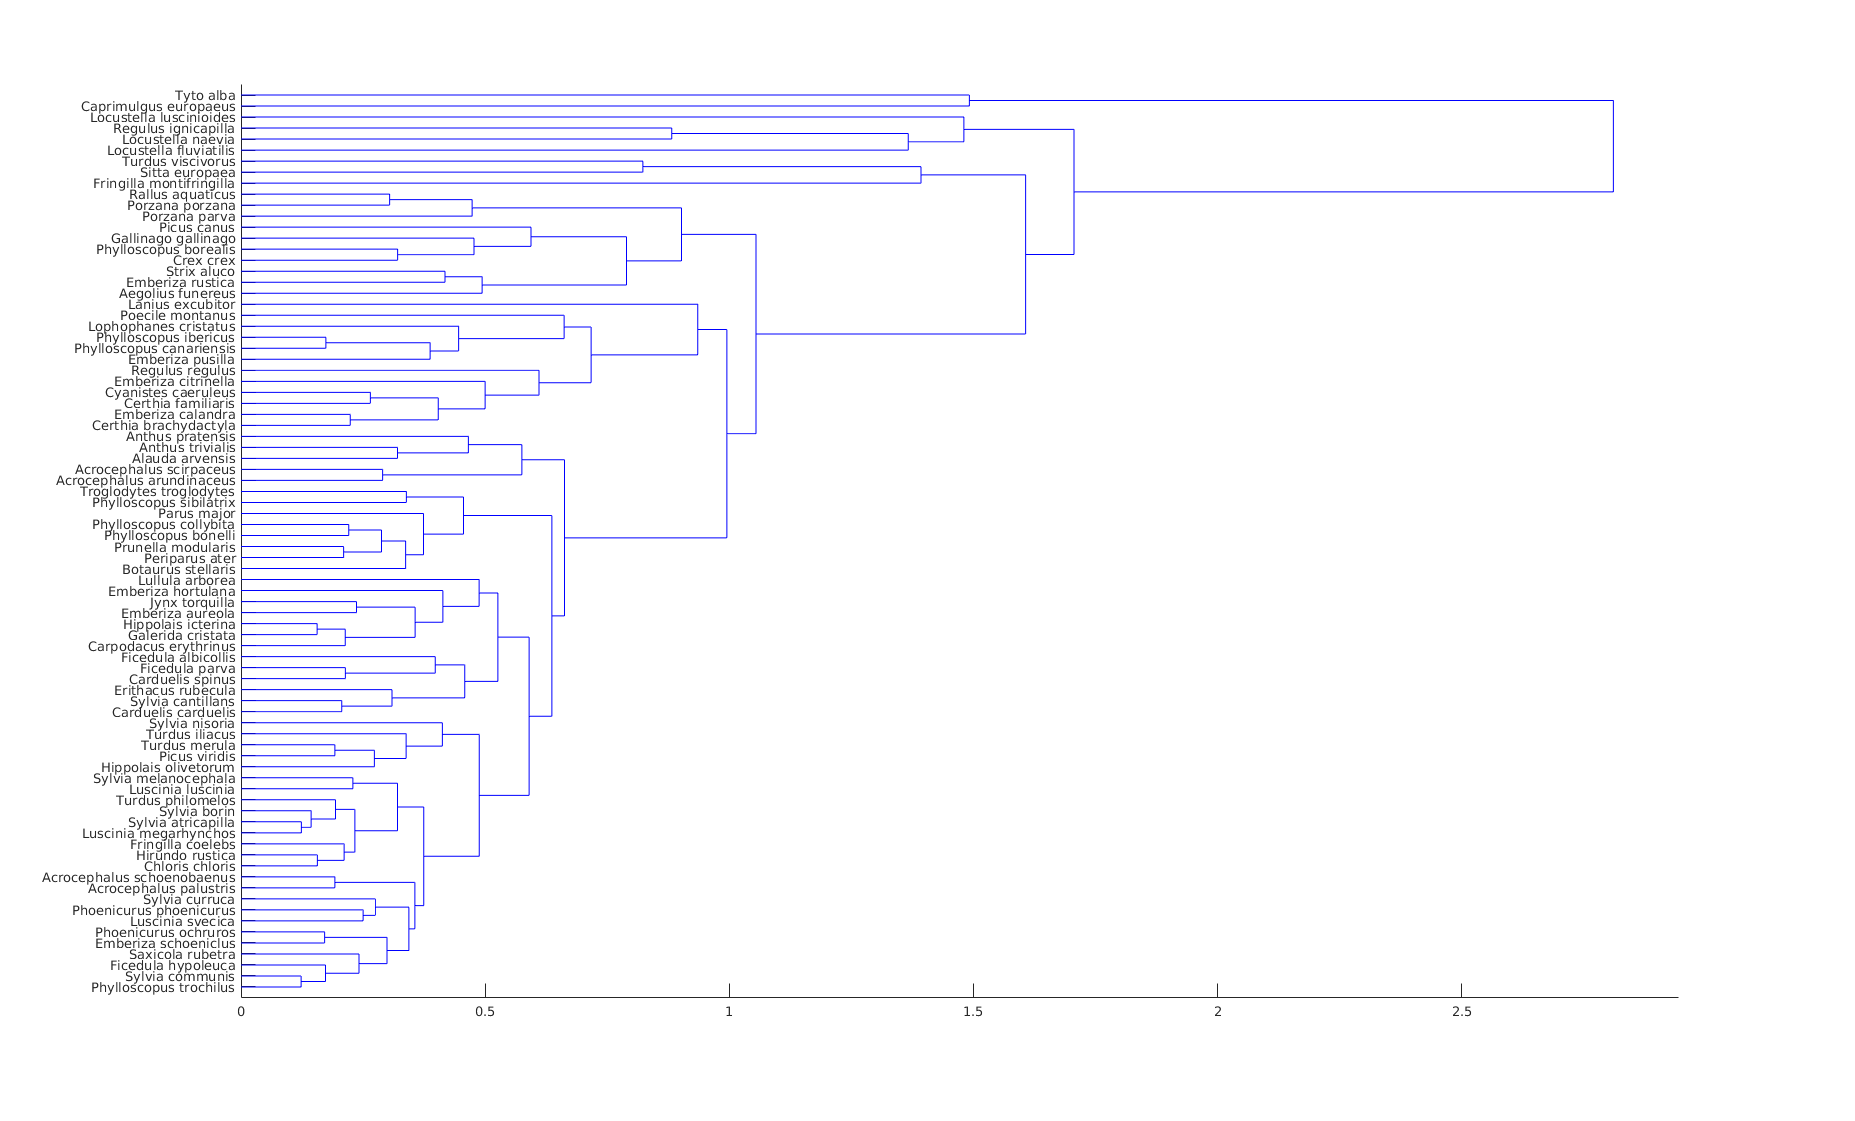 Tyto alba
Caprimulgus europaeus
Locustella luscinioides
Regulus ignicapilla
Locustella naevia
Locustella fluviatilis
Turdus viscivorus
Sitta europaea
Fringilla montifringilla
Rallus aquaticus
Porzana porzana
Porzana parva
Picus canus
Gallinago gallinago
Phylloscopus borealis
Crex crex
Strix aluco
Emberiza rustica
Aegolius funereus
Lanius excubitor
Poecile montanus
Lophophanes cristatus
Phylloscopus ibericus
Phylloscopus canariensis
Emberiza pusilla
Regulus regulus
Emberiza citrinella
Cyanistes caeruleus
Certhia familiaris
Emberiza calandra
Certhia brachydactyla
Anthus pratensis
Anthus trivialis
Alauda arvensis
Acrocephalus scirpaceus
Acrocephalus arundinaceus
Troglodytes troglodytes
Phylloscopus sibilatrix
Parus major
Phylloscopus collybita
Phylloscopus bonelli
Prunella modularis
Periparus ater
Botaurus stellaris
Lullula arborea
Emberiza hortulana
Jynx torquilla
Emberiza aureola
Hippolais icterina
Galerida cristata
Carpodacus erythrinus
Ficedula albicollis
Ficedula parva
Carduelis spinus
Erithacus rubecula
Sylvia cantillans
Carduelis carduelis
Sylvia nisoria
Turdus iliacus
Turdus merula
Picus viridis
Hippolais olivetorum
Sylvia melanocephala
Luscinia luscinia
Turdus philomelos
Sylvia borin
Sylvia atricapilla
Luscinia megarhynchos
Fringilla coelebs
Hirundo rustica
Chloris chloris
Acrocephalus schoenobaenus
Acrocephalus palustris
Sylvia curruca
Phoenicurus phoenicurus
Luscinia svecica
Phoenicurus ochruros
Emberiza schoeniclus
Saxicola rubetra
Ficedula hypoleuca
Sylvia communis
Phylloscopus trochilus
0 0.5 1 1.5 2 2.5